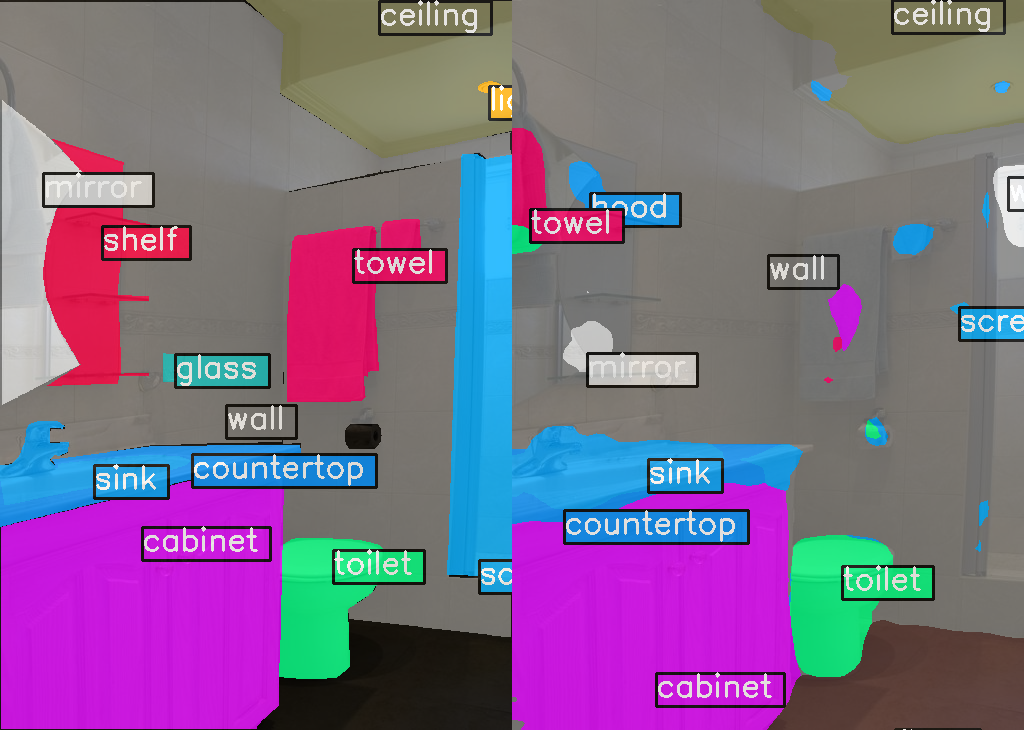 ceiling
mirror
shelf
towel
glass
wall
sink
countertop
cabinet
toilet
ceiling
hood
towel
wall
mirror
sink
countertop
toilet
cabinet